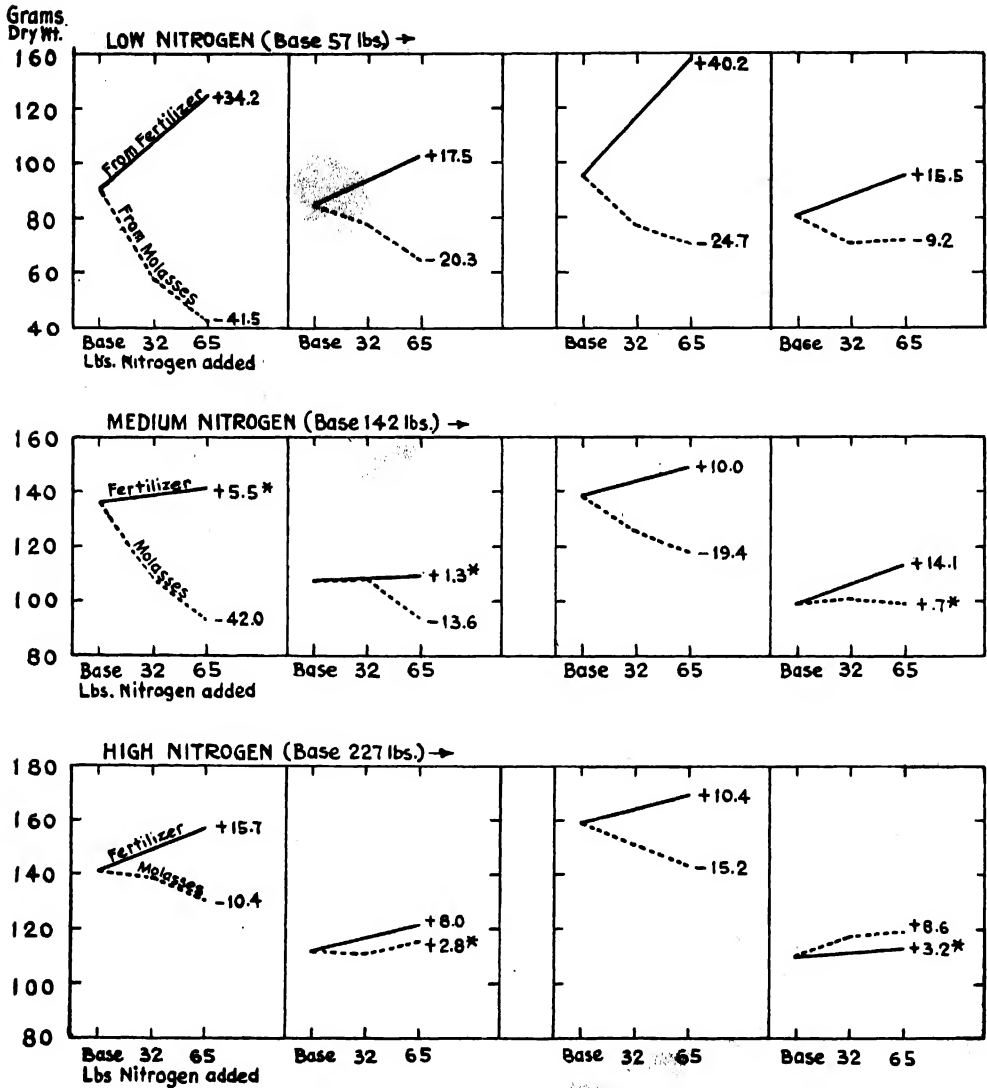 Grams
Dry Wt.
LOW NITROGEN (Base 57 lbs.) →
160
120
100
80
60
40
From Fertilizer
+34.2
From Molasses
-41.5
+17.5
-20.3
+40.2
-24.7
+15.5
-9.2
Base 32 65 Base 32 65 Base 32 65 Base 32 65
Lbs. Nitrogen added
MEDIUM NITROGEN (Base 142 lbs.) →
160
140
120
100
80
Fertilizer
+5.5*
Molasses
-42.0
+1.3*
-13.6
+10.0
-19.4
+14.1
+.7*
Base 32 65 Base 32 65 Base 32 65 Base 32 65
Lbs. Nitrogen added
HIGH NITROGEN (Base 227 lbs.) →
180
160
140
120
100
80
Fertilizer
+15.7
Molasses
-10.4
+8.0
+2.8*
+10.4
-15.2
+8.6
+3.2*
Base 32 65 Base 32 65 Base 32 65 Base 32 65
Lbs Nitrogen added